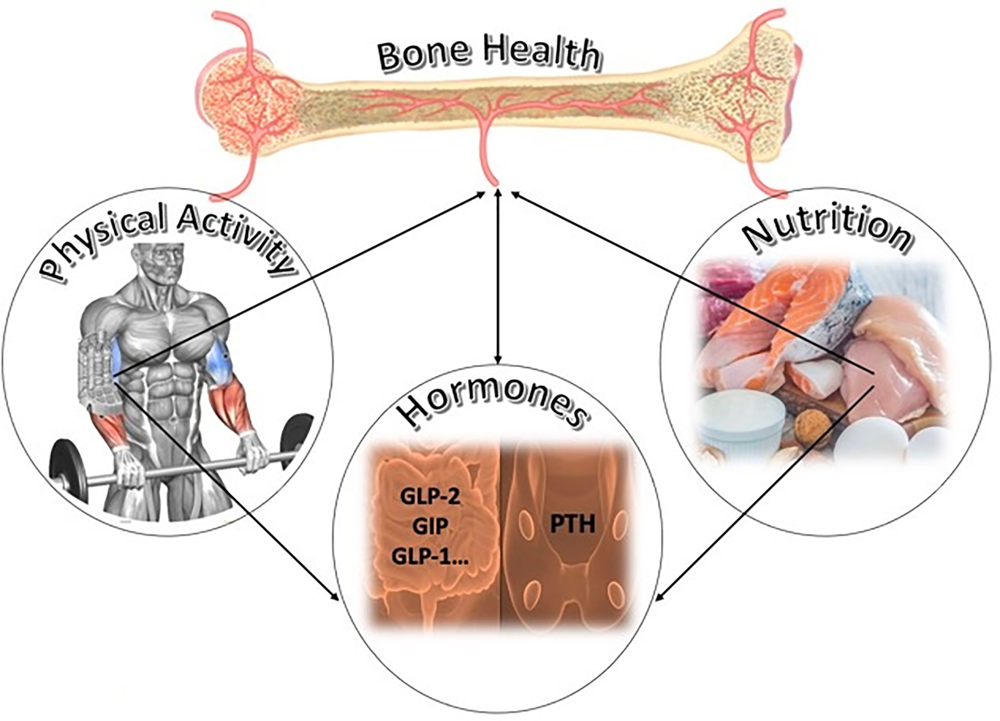 Bone Health
Physical Activity
Nutrition
Hormones
GLP-2
GIP
GLP-1...
PTH